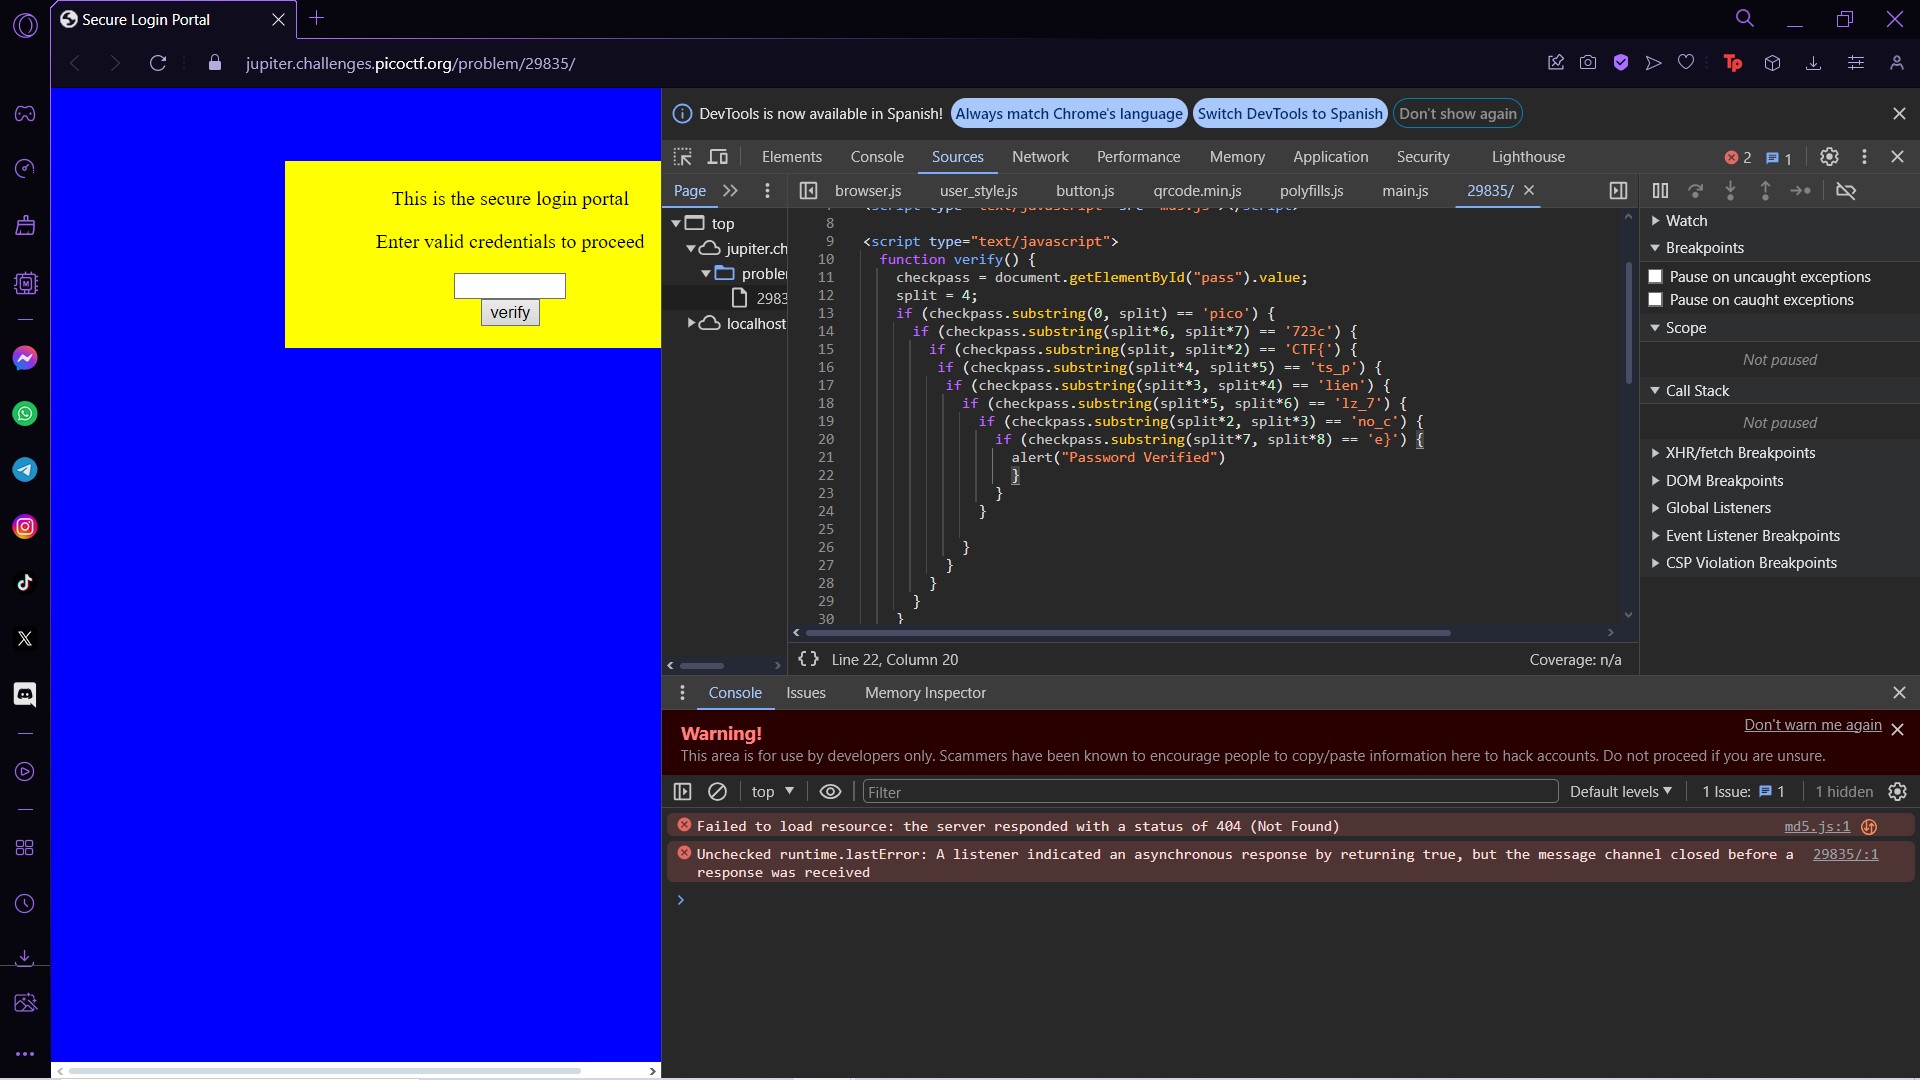 Secure Login Portal
jupiter.challenges.picoctf.org/problem/29835/
Tp
This is the secure login portal
Enter valid credentials to proceed
verify
DevTools is now available in Spanish! Always match Chrome's language Switch DevTools to Spanish Don't show again
Elements Console Sources Network Performance Memory Application Security Lighthouse 2 1
Page browser.js user_style.js button.js qrcode.min.js polyfills.js main.js 29835/
top
jupiter.ch
probler
2983
localhost
8
9 <script type="text/javascript">
10 function verify() {
11 checkpass = document.getElementById("pass").value;
12 split = 4;
13 if (checkpass.substring(0, split) == 'pico') {
14 if (checkpass.substring(split*6, split*7) == '723c') {
15 if (checkpass.substring(split, split*2) == 'CTF{') {
16 if (checkpass.substring(split*4, split*5) == 'ts_p') {
17 if (checkpass.substring(split*3, split*4) == 'lien') {
18 if (checkpass.substring(split*5, split*6) == 'lz_7') {
19 if (checkpass.substring(split*2, split*3) == 'no_c') {
20 if (checkpass.substring(split*7, split*8) == 'e}') {
21 alert("Password Verified")
22 }
23 }
24 }
25
26 }
27 }
28 }
29 }
30 }
{} Line 22, Column 20 Coverage: n/a
Watch
Breakpoints
Pause on uncaught exceptions
Pause on caught exceptions
Scope
Not paused
Call Stack
Not paused
XHR/fetch Breakpoints
DOM Breakpoints
Global Listeners
Event Listener Breakpoints
CSP Violation Breakpoints
Console Issues Memory Inspector
Warning! Don't warn me again
This area is for use by developers only. Scammers have been known to encourage people to copy/paste information here to hack accounts. Do not proceed if you are unsure.
top Filter Default levels 1 Issue: 1 1 hidden
Failed to load resource: the server responded with a status of 404 (Not Found) md5.js:1
Unchecked runtime.lastError: A listener indicated an asynchronous response by returning true, but the message channel closed before a 29835/:1
response was received